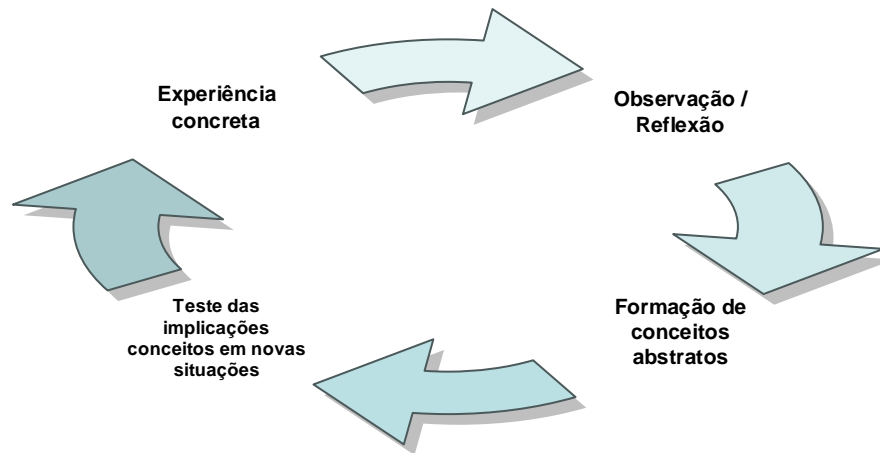 Experiência
concreta
Observação /
Reflexão
Formação de
conceitos
abstratos
Teste das
implicações
conceitos em novas
situações